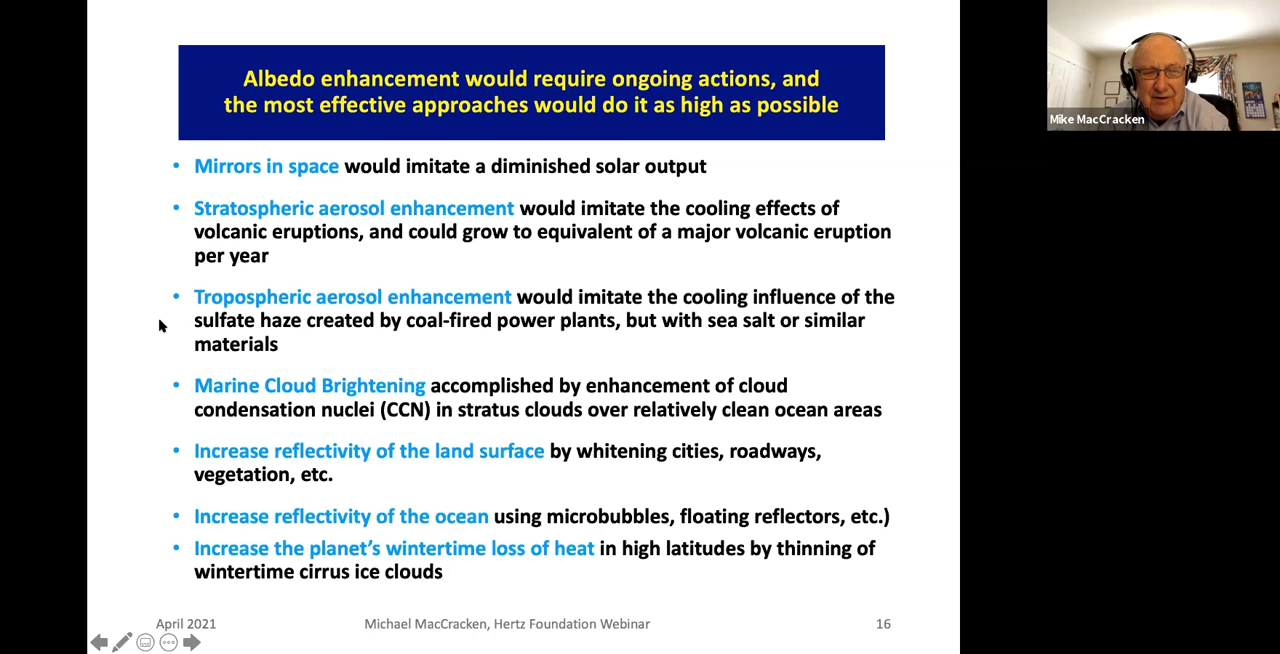 Albedo enhancement would require ongoing actions, and
the most effective approaches would do it as high as possible
Mike MacCracken
• Mirrors in space would imitate a diminished solar output
• Stratospheric aerosol enhancement would imitate the cooling effects of
volcanic eruptions, and could grow to equivalent of a major volcanic eruption
per year
• Tropospheric aerosol enhancement would imitate the cooling influence of the
sulfate haze created by coal-fired power plants, but with sea salt or similar
materials
• Marine Cloud Brightening accomplished by enhancement of cloud
condensation nuclei (CCN) in stratus clouds over relatively clean ocean areas
• Increase reflectivity of the land surface by whitening cities, roadways,
vegetation, etc.
• Increase reflectivity of the ocean using microbubbles, floating reflectors, etc.)
• Increase the planet's wintertime loss of heat in high latitudes by thinning of
wintertime cirrus ice clouds
April 2021
Michael MacCracken, Hertz Foundation Webinar
16